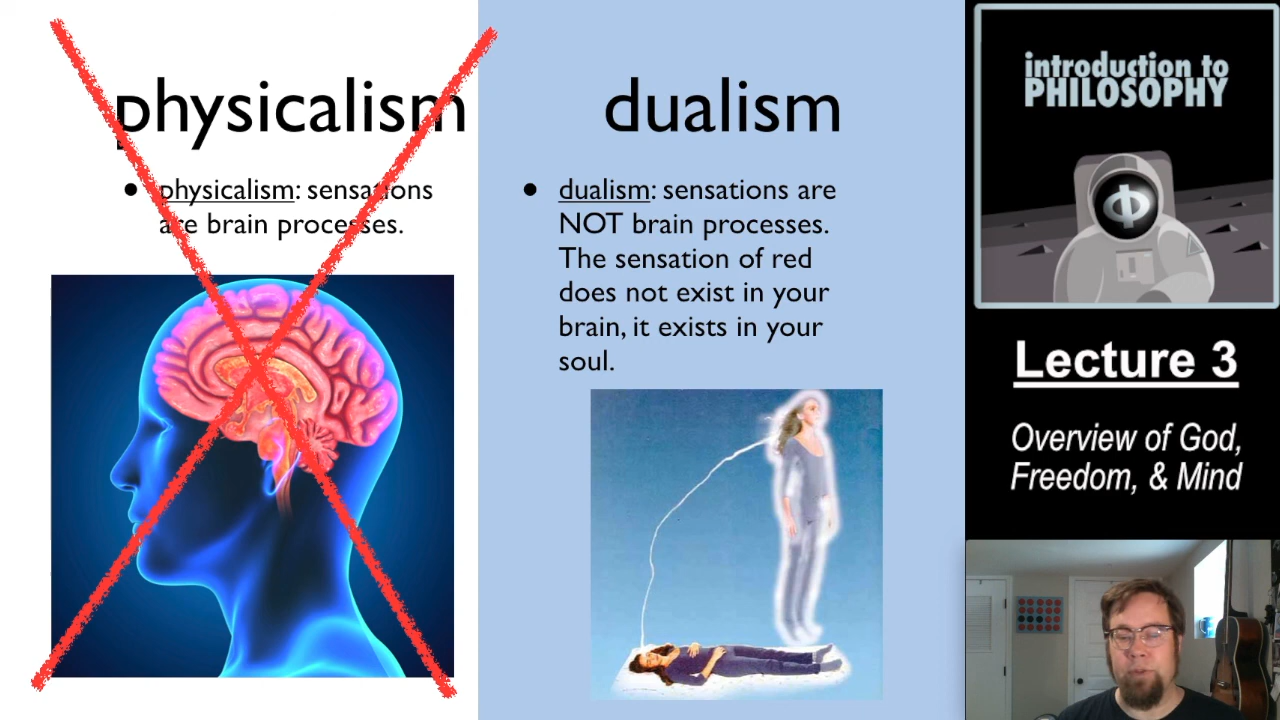 physicalism
• physicalism: sensations
are brain processes.
dualism
• dualism: sensations are
NOT brain processes.
The sensation of red
does not exist in your
brain, it exists in your
soul.
introduction to
PHILOSOPHY
Φ
Lecture 3
Overview of God,
Freedom, & Mind